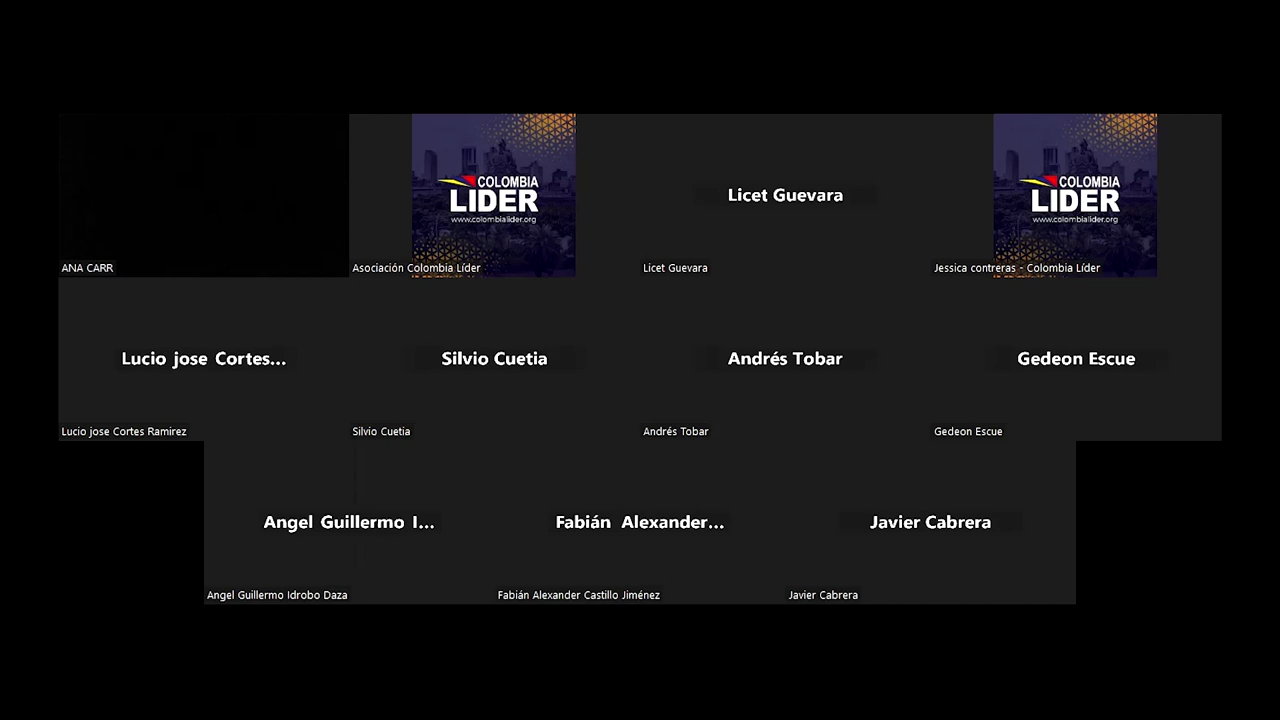 COLOMBIA
LIDER
www.colombialider.org
Licet Guevara
COLOMBIA
LIDER
www.colombialider.org
ANA CARR
Asociación Colombia Líder
Licet Guevara
Jessica contreras - Colombia Líder
Lucio jose Cortes...
Silvio Cuetia
Andrés Tobar
Gedeon Escue
Lucio jose Cortes Ramirez
Silvio Cuetia
Andrés Tobar
Gedeon Escue
Angel Guillermo I...
Fabián Alexander...
Javier Cabrera
Angel Guillermo Idrobo Daza
Fabián Alexander Castillo Jiménez
Javier Cabrera